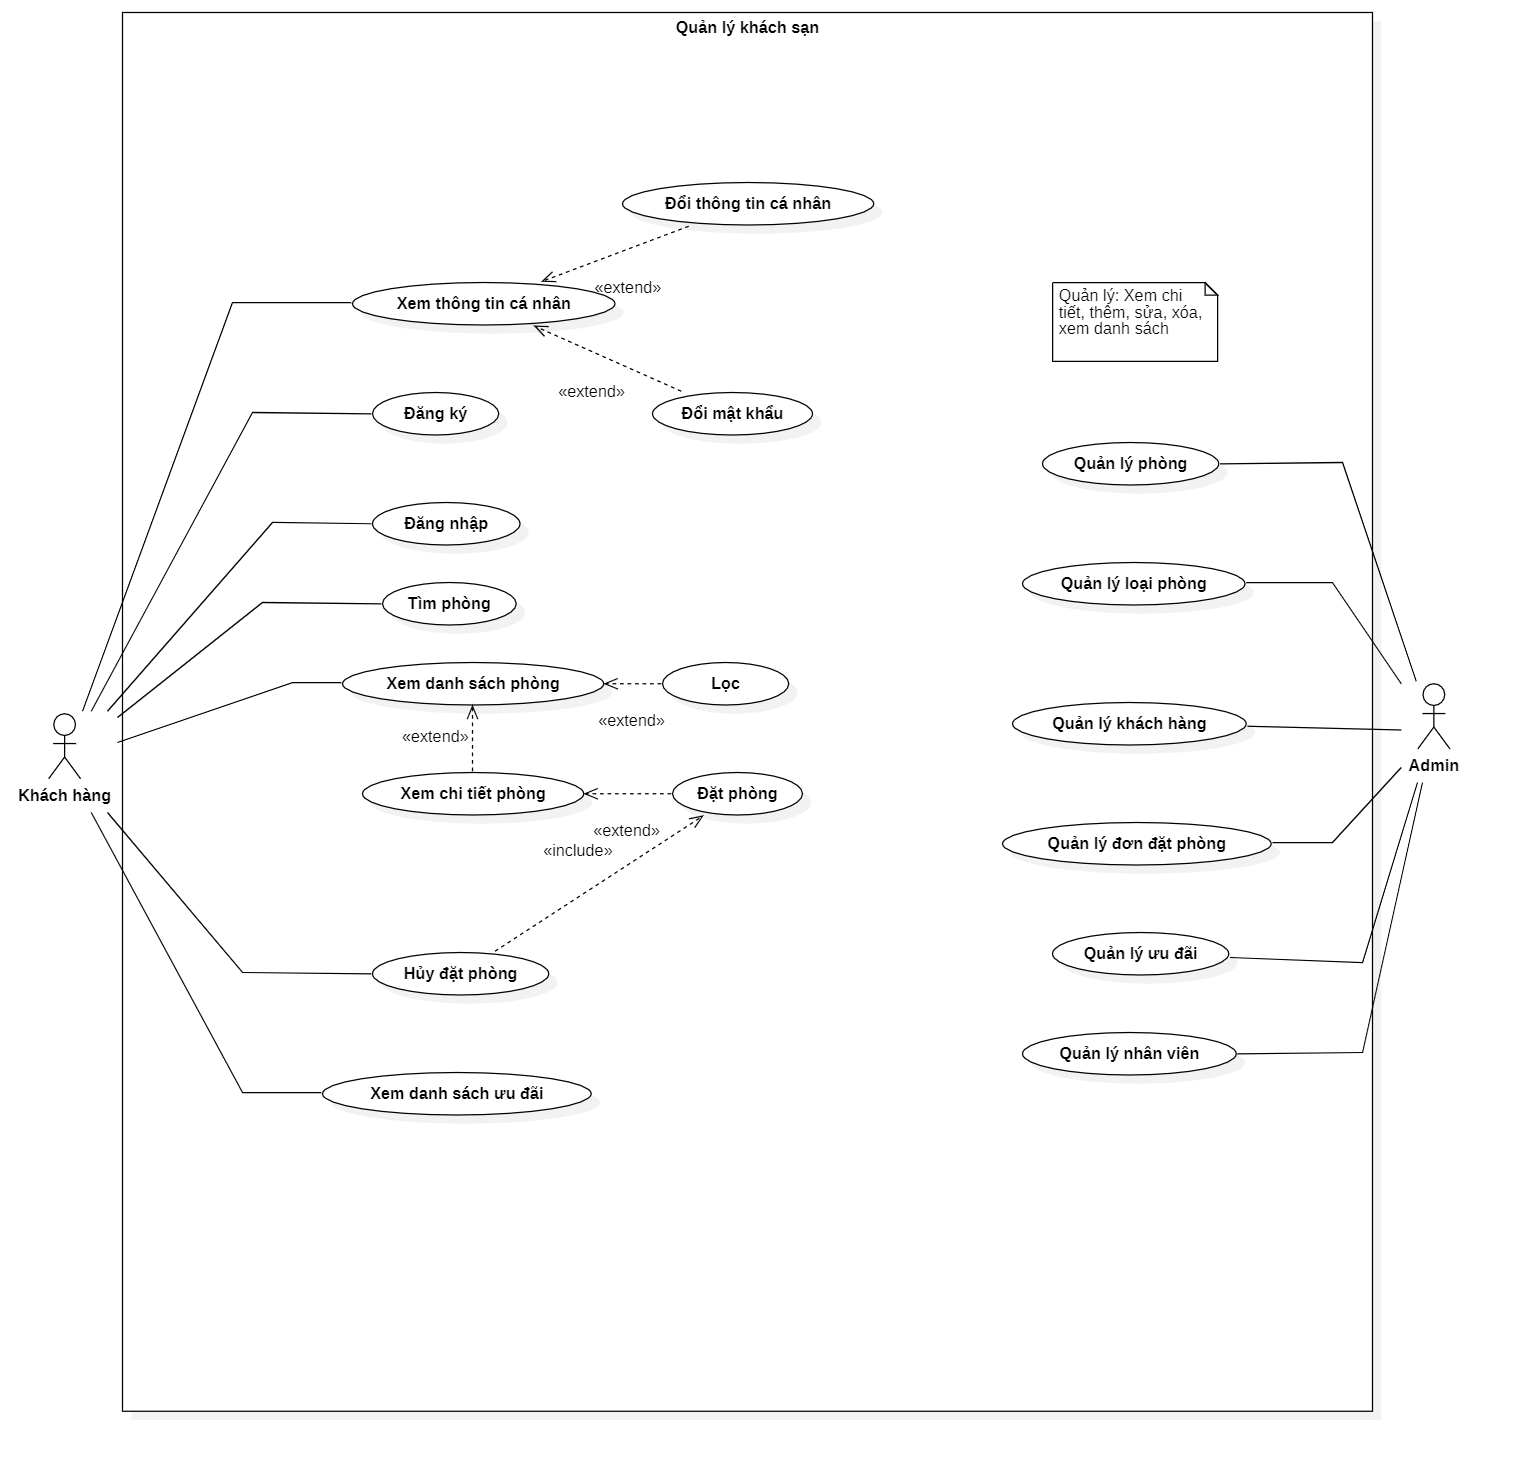 Quản lý khách sạn
Đổi thông tin cá nhân
«extend»
Xem thông tin cá nhân
Quản lý: Xem chi
tiết, thêm, sửa, xóa,
xem danh sách
«extend»
Đăng ký
Đổi mật khẩu
Quản lý phòng
Đăng nhập
Quản lý loại phòng
Tìm phòng
Xem danh sách phòng
Lọc
«extend»
«extend»
Quản lý khách hàng
Admin
Khách hàng
Xem chi tiết phòng
Đặt phòng
«extend»
«include»
Quản lý đơn đặt phòng
Quản lý ưu đãi
Hủy đặt phòng
Quản lý nhân viên
Xem danh sách ưu đãi